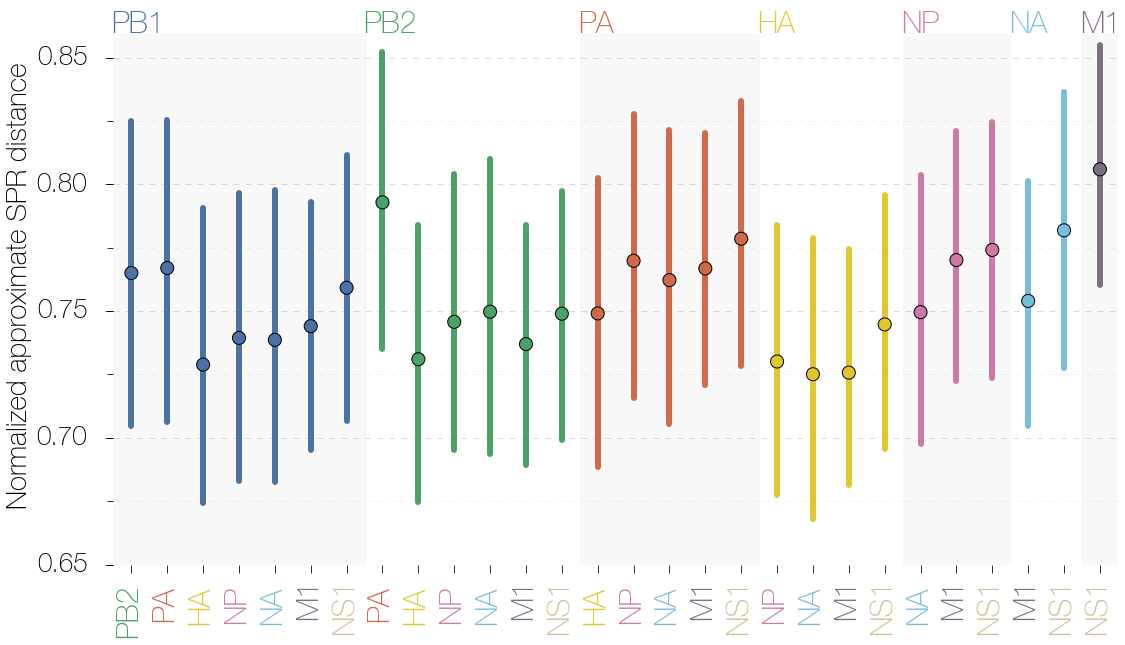 PB1 PB2 PA HA NP NA M1
Normalized approximate SPR distance
0.85
0.80
0.75
0.70
0.65
PB2 PA HA NP NA M1 NS1 PA HA NP NA M1 NS1 HA NP NA M1 NS1 NP NA M1 NS1 NA M1 NS1 M1 NS1 NS1